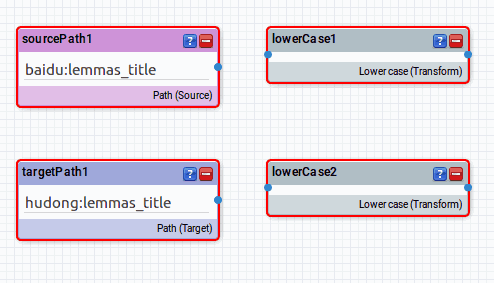 sourcePath1 ?
baidu:lemmas_title
Path (Source)
lowerCase1 ?
Lower case (Transform)
targetPath1 ?
hudong:lemmas_title
Path (Target)
lowerCase2 ?
Lower case (Transform)